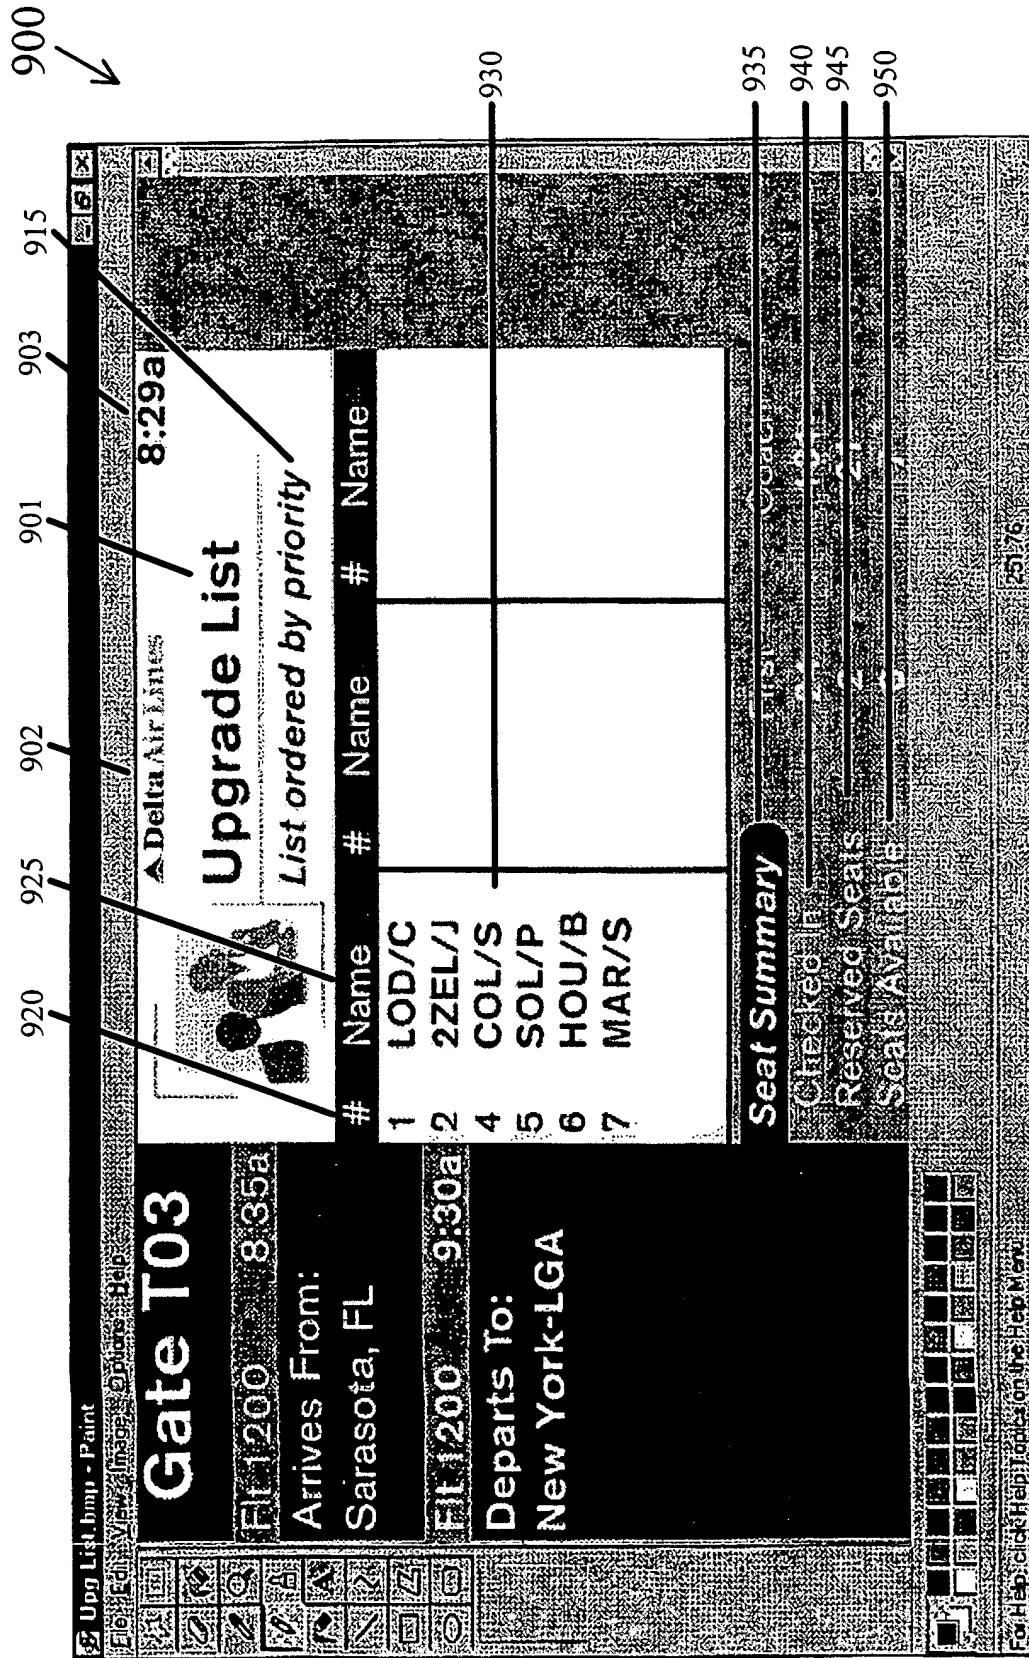 900
920
925
902
901
903
915
Upg List.bmp - Paint
File Edit View Image Options Help
Gate T03
Flt 1200 8:35a
Arrives From:
Sarasota, FL
Flt 1200 9:30a
Departs To:
New York-LGA
Delta Air Lines
8:29a
Upgrade List
List ordered by priority
# Name # Name # Name
1 LOD/C
2 2ZEL/J
4 COL/S
5 SOL/P
6 HOU/B
7 MAR/S
930
Seat Summary
935
Checked In
940
Reserved Seats
945
Seats Available
950
For Help, click Help Topics on the Help Menu.
251,76